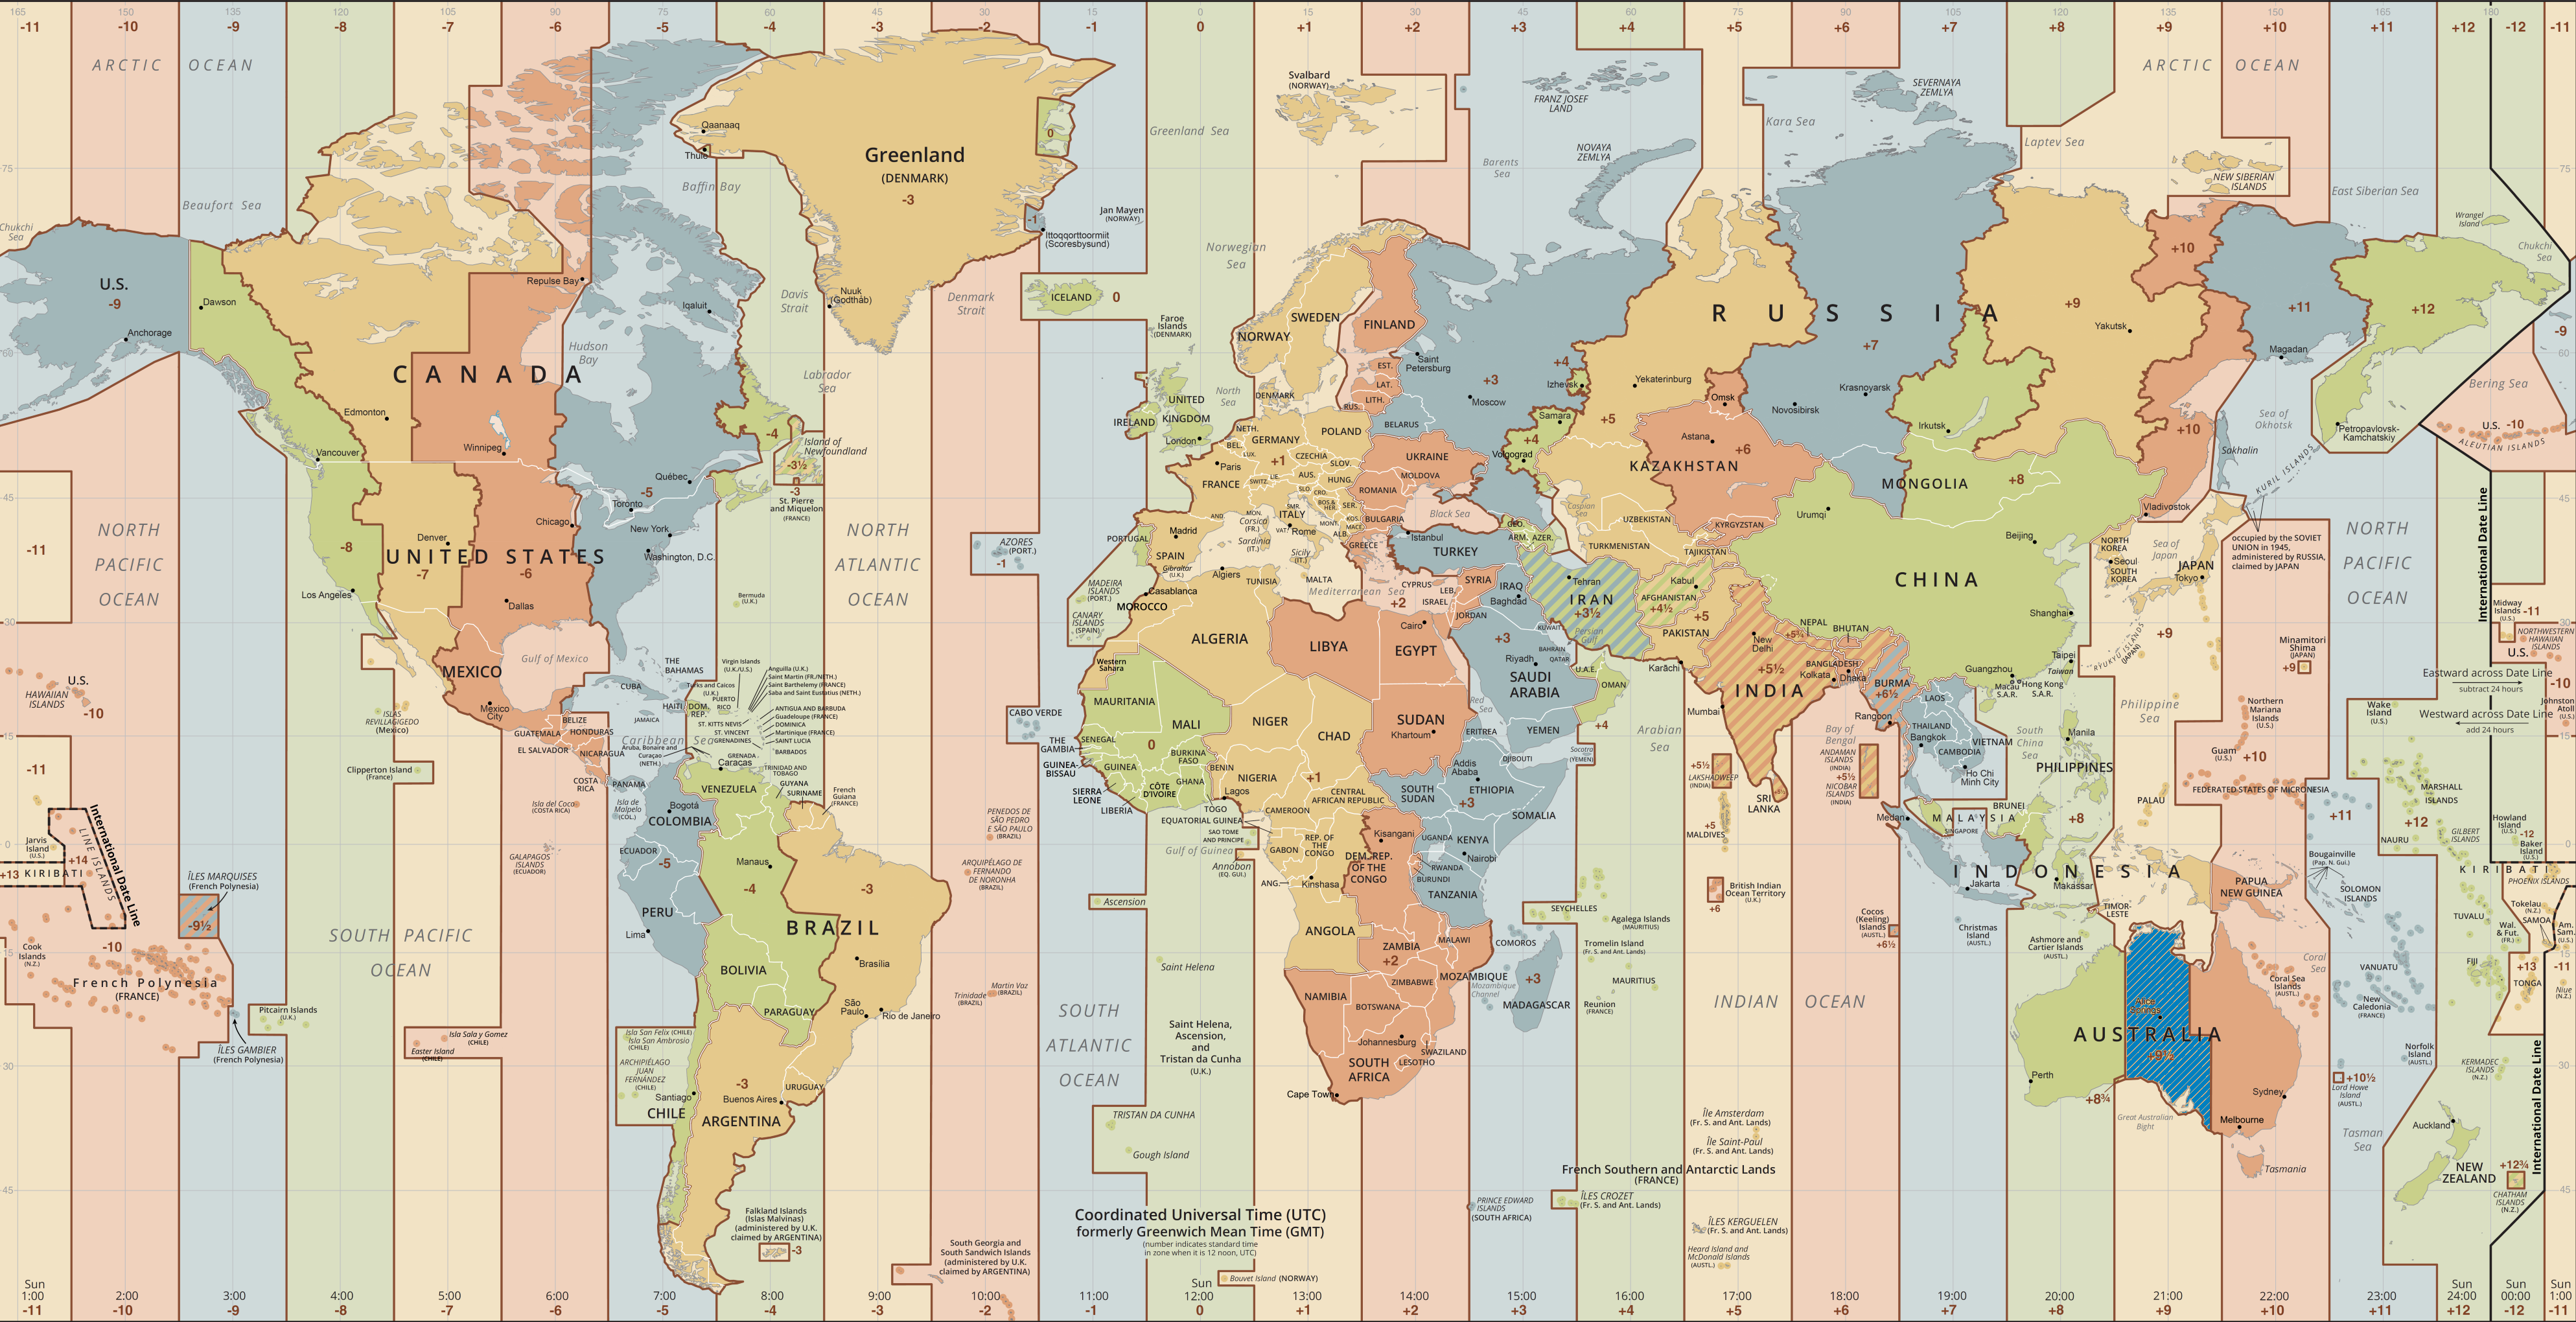 165 150 135 120 105 90 75 60 45 30 15 0 15 30 45 60 75 90 105 120 135 150 165 180
-11 -10 -9 -8 -7 -6 -5 -4 -3 -2 -1 0 +1 +2 +3 +4 +5 +6 +7 +8 +9 +10 +11 +12 -12 -11
ARCTIC OCEAN
ARCTIC OCEAN
Chukchi
Sea
Beaufort Sea
Baffin Bay
Qaanaaq
Thule
Greenland
(DENMARK)
-3
0
-1
Ittoqqortoormiit
(Scoresbysund)
Jan Mayen
(NORWAY)
Greenland Sea
Norwegian
Sea
Svalbard
(NORWAY)
FRANZ JOSEF
LAND
NOVAYA
ZEMLYA
Barents
Sea
Kara Sea
SEVERNAYA
ZEMLYA
Laptev Sea
NEW SIBERIAN
ISLANDS
East Siberian Sea
Wrangel
Island
Chukchi
Sea
75
60
45
30
15
0
15
30
45
U.S.
-9
Anchorage
Dawson
CANADA
Edmonton
Vancouver
Winnipeg
Repulse Bay
Hudson
Bay
Iqaluit
Davis
Strait
Labrador
Sea
Nuuk
(Godthåb)
Denmark
Strait
ICELAND
0
Faroe
Islands
(DENMARK)
-4
Island of
Newfoundland
-3½
-3
St. Pierre
and Miquelon
(FRANCE)
Québec
-5
Toronto
New York
Washington, D.C.
Chicago
Denver
UNITED STATES
-8
-7
-6
Los Angeles
Dallas
Bermuda
(U.K.)
Gulf of Mexico
MEXICO
Mexico
City
ISLAS
REVILLAGIGEDO
(Mexico)
Clipperton Island
(France)
NORTH
PACIFIC
OCEAN
-11
U.S.
HAWAIIAN
ISLANDS
-10
-11
NORTH
ATLANTIC
OCEAN
AZORES
(PORT.)
-1
MADEIRA
ISLANDS
(PORT.)
CANARY
ISLANDS
(SPAIN)
CABO VERDE
THE
BAHAMAS
CUBA
JAMAICA
HAITI
DOM.
REP.
PUERTO
RICO
Turks and Caicos
(U.K.)
Virgin Islands
(U.K./U.S.)
Anguilla (U.K.)
Saint Martin (FR./NETH.)
Saint Barthelemy (FRANCE)
Saba and Saint Eustatius (NETH.)
ANTIGUA AND BARBUDA
Guadeloupe (FRANCE)
DOMINICA
Martinique (FRANCE)
SAINT LUCIA
BARBADOS
ST. KITTS NEVIS
ST. VINCENT
GRENADINES
GRENADA
TRINIDAD AND
TOBAGO
Caribbean Sea
Aruba, Bonaire and
Curaçao
(NETH.)
BELIZE
GUATEMALA
HONDURAS
EL SALVADOR
NICARAGUA
COSTA
RICA
PANAMA
Isla del Coco
(COSTA RICA)
Isla de
Malpelo
(COL.)
Caracas
VENEZUELA
GUYANA
SURINAME
French
Guiana
(FRANCE)
Bogotá
COLOMBIA
ECUADOR
-5
GALAPAGOS
ISLANDS
(ECUADOR)
PERU
Lima
Manaus
-4
-3
BRAZIL
BOLIVIA
Brasília
São
Paulo
Rio de Janeiro
PARAGUAY
URUGUAY
-3
Buenos Aires
ARGENTINA
Santiago
CHILE
Isla San Felix (CHILE)
Isla San Ambrosio
(CHILE)
ARCHIPIÉLAGO
JUAN
FERNÁNDEZ
(CHILE)
Isla Sala y Gomez
(CHILE)
Easter Island
(CHILE)
PENEDOS DE
SÃO PEDRO
E SÃO PAULO
(BRAZIL)
ARQUIPÉLAGO DE
FERNANDO
DE NORONHA
(BRAZIL)
Martin Vaz
(BRAZIL)
Trinidade
(BRAZIL)
Falkland Islands
(Islas Malvinas)
(administered by U.K.
claimed by ARGENTINA)
-3
South Georgia and
South Sandwich Islands
(administered by U.K.
claimed by ARGENTINA)
Jarvis
Island
(U.S.)
International Date Line
LINE ISLANDS
+14
+13 KIRIBATI
ÎLES MARQUISES
(French Polynesia)
-9½
-10
Cook
Islands
(N.Z.)
French Polynesia
(FRANCE)
Pitcairn Islands
(U.K.)
ÎLES GAMBIER
(French Polynesia)
SOUTH PACIFIC
OCEAN
SOUTH
ATLANTIC
OCEAN
Ascension
Saint Helena
Saint Helena,
Ascension,
and
Tristan da Cunha
(U.K.)
TRISTAN DA CUNHA
Gough Island
Bouvet Island (NORWAY)
Coordinated Universal Time (UTC)
formerly Greenwich Mean Time (GMT)
(number indicates standard time
in zone when it is 12 noon, UTC)
NORWAY
SWEDEN
FINLAND
EST.
LAT.
LITH.
RUS.
BELARUS
DENMARK
North
Sea
UNITED
KINGDOM
IRELAND
London
NETH.
BEL.
LUX.
GERMANY
POLAND
CZECHIA
SLOV.
+1
Paris
FRANCE
SWITZ.
LIE.
AUS.
HUNG.
SLO.
CRO.
BOS.&
HER.
SER.
MONT.
KOS.
MACE.
ALB.
GREECE
ROMANIA
BULGARIA
MOLDOVA
UKRAINE
Black Sea
AND.
MON.
SMR.
ITALY
VAT.
Rome
Corsica
(FR.)
Sardinia
(IT.)
Sicily
(IT.)
MALTA
Mediterranean Sea
PORTUGAL
Madrid
SPAIN
Gibraltar
(U.K.)
Algiers
TUNISIA
Casablanca
MOROCCO
Western
Sahara
ALGERIA
LIBYA
EGYPT
Cairo
+2
CYPRUS
LEB.
ISRAEL
JORDAN
SYRIA
Istanbul
TURKEY
GEO.
ARM.
AZER.
IRAQ
Baghdad
KUWAIT
+3
Riyadh
SAUDI
ARABIA
BAHRAIN
QATAR
U.A.E.
OMAN
+4
YEMEN
Socotra
(YEMEN)
Red
Sea
Persian
Gulf
Tehran
IRAN
+3½
MAURITANIA
MALI
0
NIGER
CHAD
SUDAN
Khartoum
ERITREA
DJIBOUTI
SENEGAL
THE
GAMBIA
GUINEA-
BISSAU
GUINEA
SIERRA
LEONE
LIBERIA
CÔTE
D'IVOIRE
BURKINA
FASO
GHANA
TOGO
BENIN
NIGERIA
Lagos
+1
CAMEROON
CENTRAL
AFRICAN REPUBLIC
EQUATORIAL GUINEA
SAO TOME
AND PRINCIPE
Gulf of Guinea
Annobon
(EQ. GUI.)
GABON
REP. OF
THE
CONGO
Kisangani
DEM. REP.
OF THE
CONGO
ANG.
Kinshasa
SOUTH
SUDAN
Addis
Ababa
ETHIOPIA
+3
SOMALIA
UGANDA
KENYA
Nairobi
RWANDA
BURUNDI
TANZANIA
ANGOLA
ZAMBIA
+2
MALAWI
MOZAMBIQUE
Mozambique
Channel
ZIMBABWE
NAMIBIA
BOTSWANA
Johannesburg
SWAZILAND
LESOTHO
SOUTH
AFRICA
Cape Town
COMOROS
+3
MADAGASCAR
SEYCHELLES
Agalega Islands
(MAURITIUS)
Tromelin Island
(Fr. S. and Ant. Lands)
MAURITIUS
Reunion
(FRANCE)
PRINCE EDWARD
ISLANDS
(SOUTH AFRICA)
ÎLES CROZET
(Fr. S. and Ant. Lands)
French Southern and Antarctic Lands
(FRANCE)
Île Amsterdam
(Fr. S. and Ant. Lands)
Île Saint-Paul
(Fr. S. and Ant. Lands)
ÎLES KERGUELEN
(Fr. S. and Ant. Lands)
Heard Island and
McDonald Islands
(AUSTL.)
INDIAN OCEAN
RUSSIA
Saint
Petersburg
Moscow
+3
+4
Izhevsk
Samara
+4
Volgograd
Yekaterinburg
+5
Omsk
Novosibirsk
Krasnoyarsk
+7
Irkutsk
+9
Yakutsk
+10
+10
+11
Magadan
+12
Petropavlovsk-
Kamchatskiy
Sea of
Okhotsk
Sakhalin
KURIL ISLANDS
Vladivostok
Astana
+6
KAZAKHSTAN
Caspian
Sea
UZBEKISTAN
TURKMENISTAN
KYRGYZSTAN
TAJIKISTAN
Kabul
AFGHANISTAN
+4½
+5
PAKISTAN
Karāchi
Urumqi
MONGOLIA
+8
Beijing
CHINA
Shanghai
Guangzhou
Macau
S.A.R.
Hong Kong
S.A.R.
Taipei
Taiwan
New
Delhi
NEPAL
+5¾
BHUTAN
BANGLADESH
Dhaka
Kolkata
+5½
INDIA
Mumbai
Arabian
Sea
BURMA
+6½
Rangoon
Bay of
Bengal
ANDAMAN
ISLANDS
(INDIA)
+5½
NICOBAR
ISLANDS
(INDIA)
+5½
LAKSHADWEEP
(INDIA)
+5
MALDIVES
SRI
LANKA
British Indian
Ocean Territory
(U.K.)
+6
LAOS
THAILAND
Bangkok
VIETNAM
CAMBODIA
Ho Chi
Minh City
South
China
Sea
Manila
PHILIPPINES
+8
BRUNEI
MALAYSIA
SINGAPORE
Medan
INDONESIA
Jakarta
Makassar
TIMOR-
LESTE
Cocos
(Keeling)
Islands
(AUSTL.)
+6½
Christmas
Island
(AUSTL.)
Ashmore and
Cartier Islands
(AUSTL.)
NORTH
KOREA
Seoul
SOUTH
KOREA
Sea of
Japan
JAPAN
Tokyo
RYUKYU ISLANDS
(JAPAN)
+9
occupied by the SOVIET
UNION in 1945,
administered by RUSSIA,
claimed by JAPAN
Minamitori
Shima
(JAPAN)
+9
Philippine
Sea
Northern
Mariana
Islands
(U.S.)
Guam
(U.S.)
+10
PALAU
FEDERATED STATES OF MICRONESIA
+11
PAPUA
NEW GUINEA
Bougainville
(Pap. N. Gui.)
SOLOMON
ISLANDS
Coral
Sea
Coral Sea
Islands
(AUSTL.)
VANUATU
New
Caledonia
(FRANCE)
Norfolk
Island
(AUSTL.)
AUSTRALIA
Alice
Springs
+9½
Perth
+8¾
Great Australian
Bight
Sydney
Melbourne
Tasmania
+10½
Lord Howe
Island
(AUSTL.)
Tasman
Sea
Auckland
NEW
ZEALAND
+12¾
CHATHAM
ISLANDS
(N.Z.)
KERMADEC
ISLANDS
(N.Z.)
International Date Line
Bering Sea
-9
U.S. -10
ALEUTIAN ISLANDS
NORTH
PACIFIC
OCEAN
International Date Line
Midway
Islands
(U.S.)
-11
NORTHWESTERN
HAWAIIAN
ISLANDS
U.S.
-10
Johnston
Atoll
(U.S.)
Eastward across Date Line
subtract 24 hours
Westward across Date Line
add 24 hours
Wake
Island
(U.S.)
MARSHALL
ISLANDS
+12
NAURU
GILBERT
ISLANDS
Howland
Island
(U.S.)
-12
Baker
Island
(U.S.)
KIRIBATI
PHOENIX ISLANDS
TUVALU
Tokelau
(N.Z.)
SAMOA
Am.
Sam.
(U.S.)
Wal.
& Fut.
(FR.)
FIJI
+13
TONGA
-11
Niue
(N.Z.)
Sun
1:00 2:00 3:00 4:00 5:00 6:00 7:00 8:00 9:00 10:00 11:00
Sun
12:00 13:00 14:00 15:00 16:00 17:00 18:00 19:00 20:00 21:00 22:00 23:00
Sun
24:00
Sun
00:00
Sun
1:00
-11 -10 -9 -8 -7 -6 -5 -4 -3 -2 -1 0 +1 +2 +3 +4 +5 +6 +7 +8 +9 +10 +11 +12 -12 -11